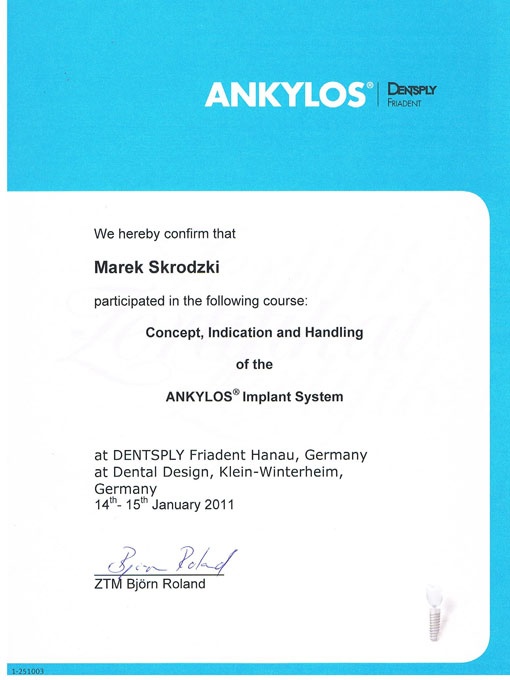 ANKYLOS® DENTSPLY
FRIADENT
We hereby confirm that
Marek Skrodzki
participated in the following course:
Concept, Indication and Handling
of the
ANKYLOS® Implant System
at DENTSPLY Friadent Hanau, Germany
at Dental Design, Klein-Winterheim,
Germany
14th- 15th January 2011
Björn Roland
ZTM Björn Roland
1-251003